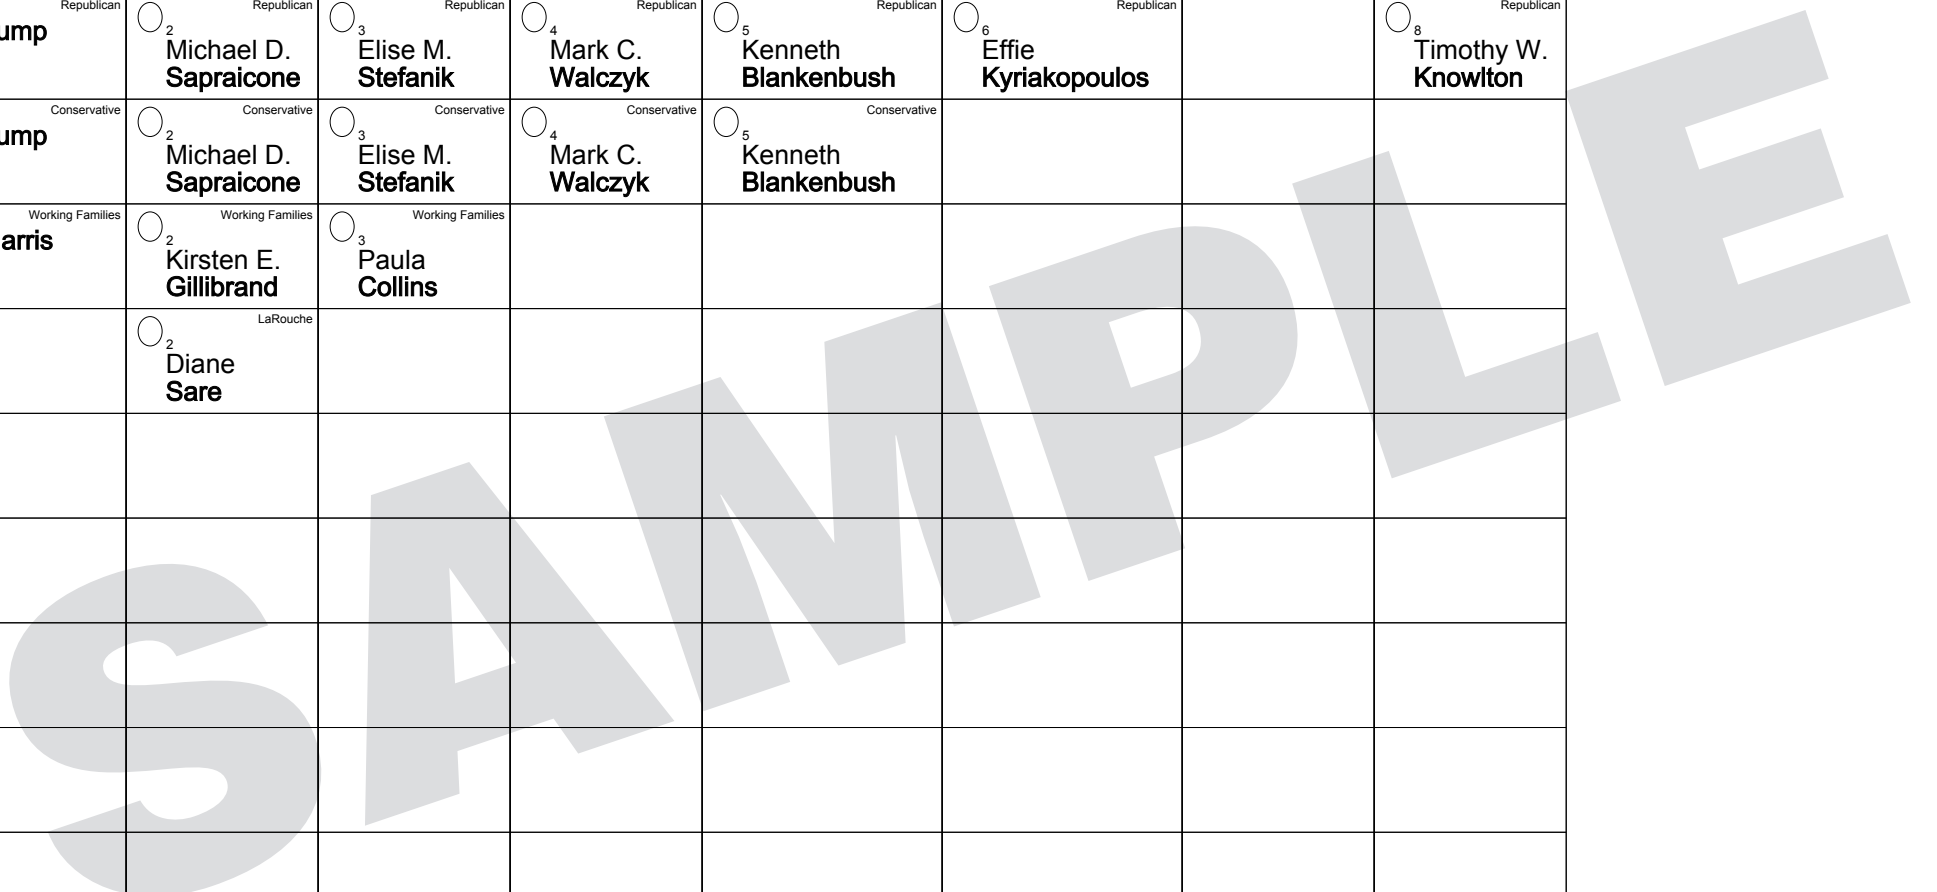 Republican
ump
Republican
2
Michael D.
Sapraicone
Republican
3
Elise M.
Stefanik
Republican
4
Mark C.
Walczyk
Republican
5
Kenneth
Blankenbush
Republican
6
Effie
Kyriakopoulos
Republican
8
Timothy W.
Knowlton
Conservative
ump
Conservative
2
Michael D.
Sapraicone
Conservative
3
Elise M.
Stefanik
Conservative
4
Mark C.
Walczyk
Conservative
5
Kenneth
Blankenbush
Working Families
arris
Working Families
2
Kirsten E.
Gillibrand
Working Families
3
Paula
Collins
LaRouche
2
Diane
Sare
SAMPLE